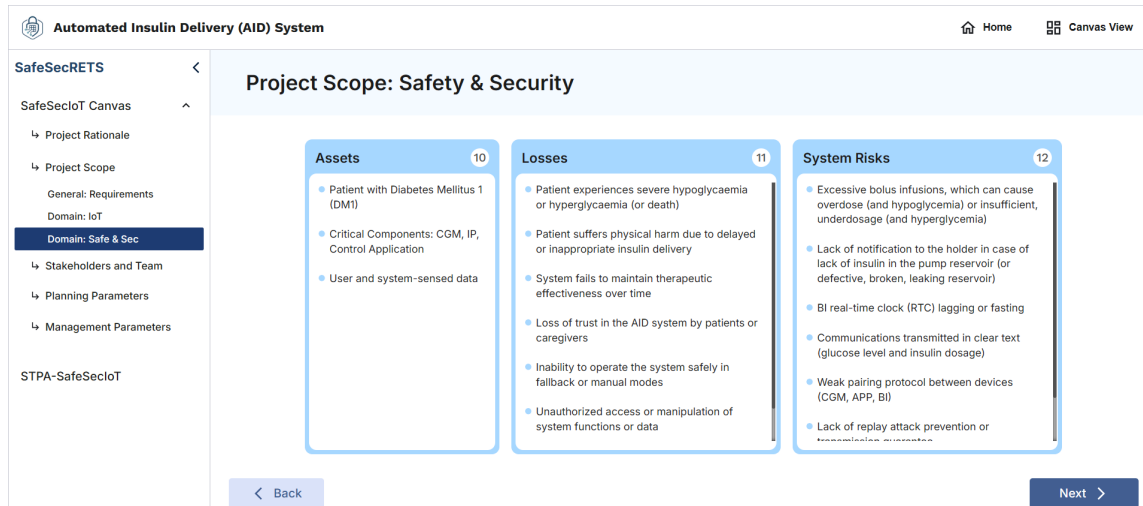 Automated Insulin Delivery (AID) System
Home
Canvas View
SafeSecRETS
SafeSecIoT Canvas
Project Rationale
Project Scope
General: Requirements
Domain: IoT
Domain: Safe & Sec
Stakeholders and Team
Planning Parameters
Management Parameters
STPA-SafeSecIoT
Project Scope: Safety & Security
Assets
10
Patient with Diabetes Mellitus 1
(DM1)
Critical Components: CGM, IP,
Control Application
User and system-sensed data
Losses
11
Patient experiences severe hypoglycaemia
or hyperglycaemia (or death)
Patient suffers physical harm due to delayed
or inappropriate insulin delivery
System fails to maintain therapeutic
effectiveness over time
Loss of trust in the AID system by patients or
caregivers
Inability to operate the system safely in
fallback or manual modes
Unauthorized access or manipulation of
system functions or data
System Risks
12
Excessive bolus infusions, which can cause
overdose (and hypoglycemia) or insufficient,
underdosage (and hyperglycemia)
Lack of notification to the holder in case of
lack of insulin in the pump reservoir (or
defective, broken, leaking reservoir)
BI real-time clock (RTC) lagging or fasting
Communications transmitted in clear text
(glucose level and insulin dosage)
Weak pairing protocol between devices
(CGM, APP, BI)
Lack of replay attack prevention or
transmission guarantee
Back
Next